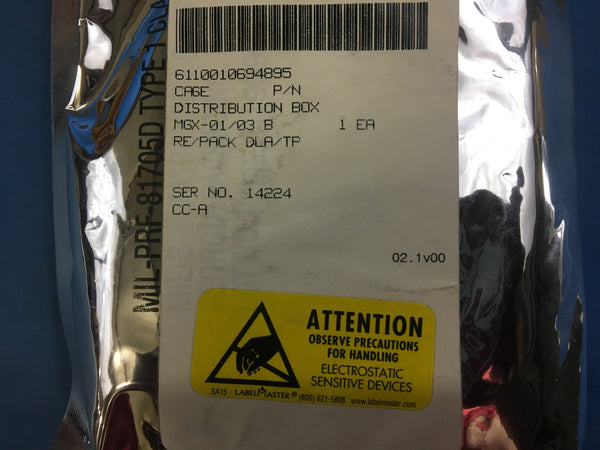 6110010694895
CAGE P/N
DISTRIBUTION BOX
MGX-01/03 B 1 EA
RE/PACK DLA/TP
SER NO. 14224
CC-A
02.1v00
MIL-PRF-81705D TYPE 1 CLA
ATTENTION
OBSERVE PRECAUTIONS
FOR HANDLING
ELECTROSTATIC
SENSITIVE DEVICES
SA15 LABELMASTER® (800) 621-5808 www.labelmaster.com